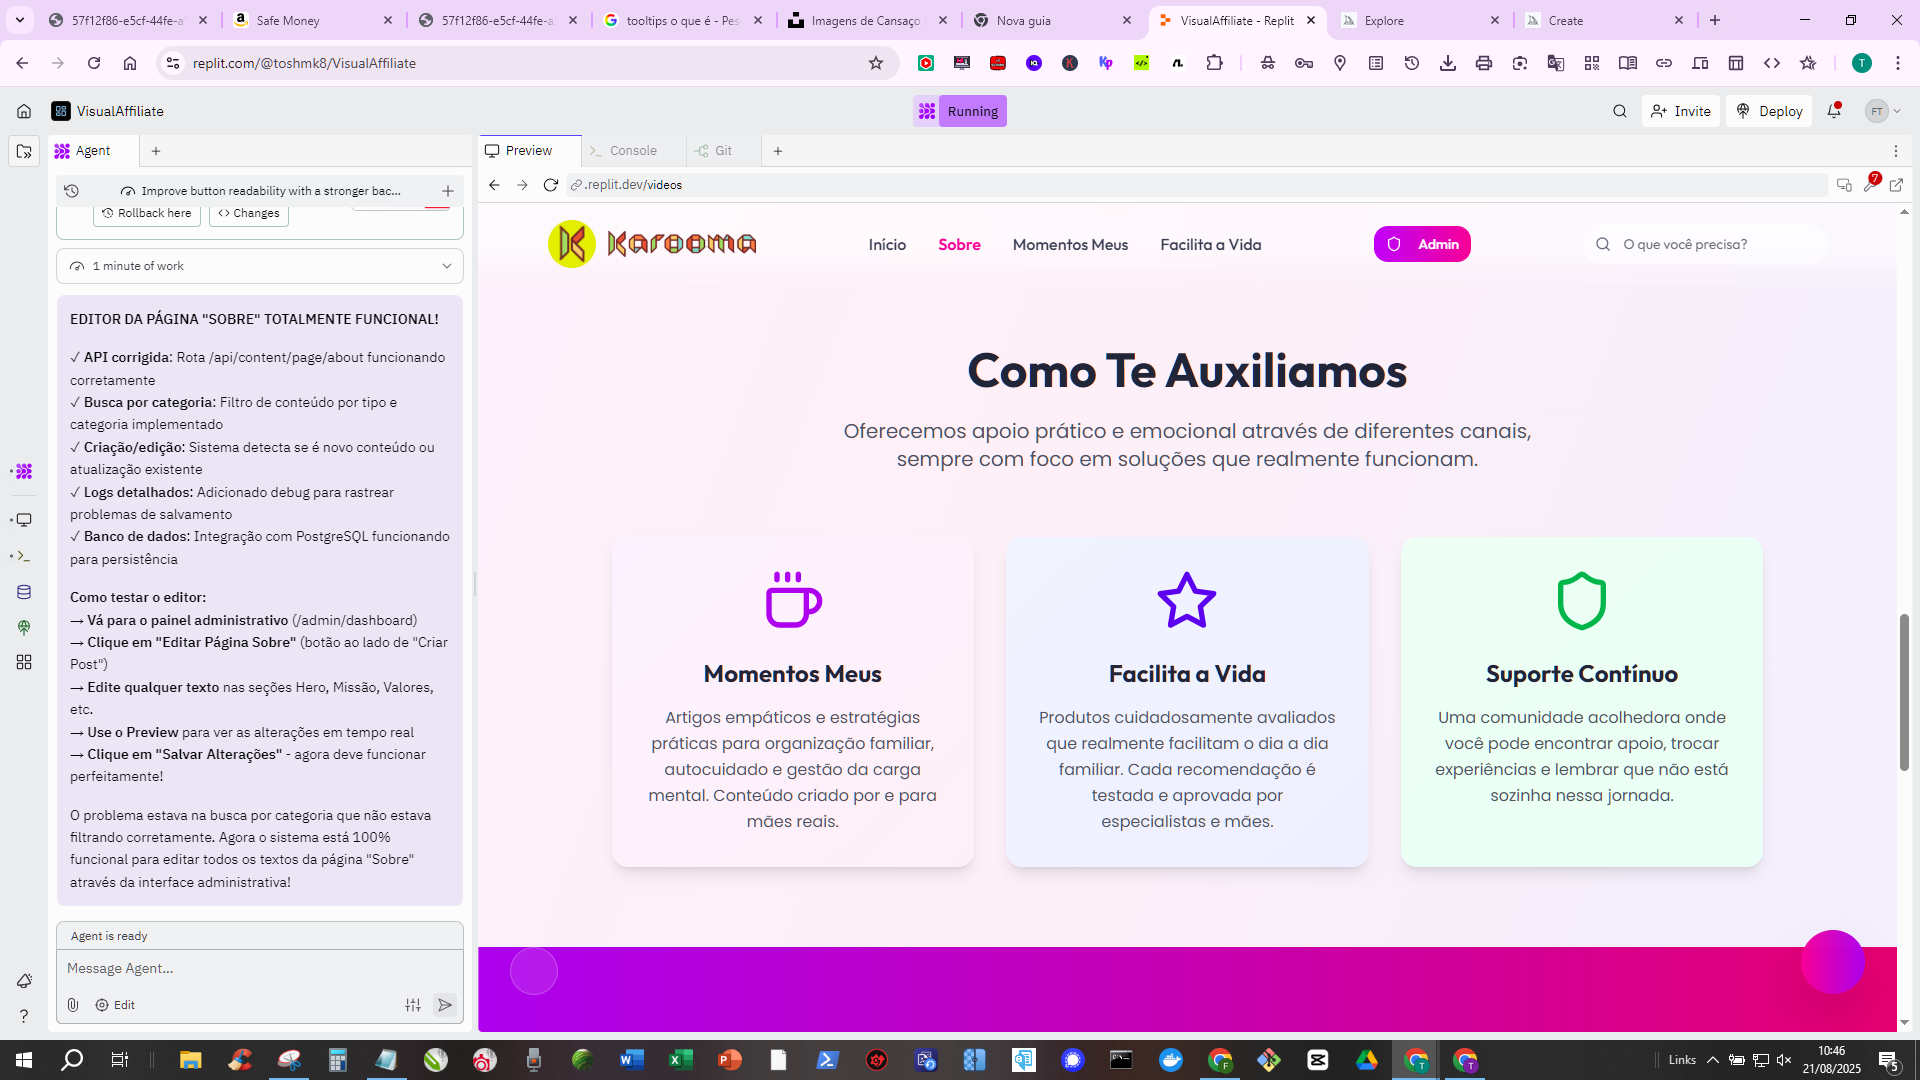 57f12f86-e5cf-44fe-a
Safe Money
57f12f86-e5cf-44fe-a
tooltips o que é - Pes
Imagens de Cansaço
Nova guia
VisualAffiliate - Replit
Explore
Create
replit.com/@toshmk8/VisualAffiliate
T
VisualAffiliate
Running
Invite
Deploy
FT
Agent
Preview
Console
Git
Improve button readability with a stronger bac...
.replit.dev/videos
7
Rollback here
Changes
1 minute of work
EDITOR DA PÁGINA "SOBRE" TOTALMENTE FUNCIONAL!
✓ API corrigida: Rota /api/content/page/about funcionando
corretamente
✓ Busca por categoria: Filtro de conteúdo por tipo e
categoria implementado
✓ Criação/edição: Sistema detecta se é novo conteúdo ou
atualização existente
✓ Logs detalhados: Adicionado debug para rastrear
problemas de salvamento
✓ Banco de dados: Integração com PostgreSQL funcionando
para persistência
Como testar o editor:
→ Vá para o painel administrativo (/admin/dashboard)
→ Clique em "Editar Página Sobre" (botão ao lado de "Criar
Post")
→ Edite qualquer texto nas seções Hero, Missão, Valores,
etc.
→ Use o Preview para ver as alterações em tempo real
→ Clique em "Salvar Alterações" - agora deve funcionar
perfeitamente!
O problema estava na busca por categoria que não estava
filtrando corretamente. Agora o sistema está 100%
funcional para editar todos os textos da página "Sobre"
através da interface administrativa!
Agent is ready
Message Agent...
Edit
K Karooma
Início
Sobre
Momentos Meus
Facilita a Vida
Admin
O que você precisa?
Como Te Auxiliamos
Oferecemos apoio prático e emocional através de diferentes canais,
sempre com foco em soluções que realmente funcionam.
Momentos Meus
Artigos empáticos e estratégias
práticas para organização familiar,
autocuidado e gestão da carga
mental. Conteúdo criado por e para
mães reais.
Facilita a Vida
Produtos cuidadosamente avaliados
que realmente facilitam o dia a dia
familiar. Cada recomendação é
testada e aprovada por
especialistas e mães.
Suporte Contínuo
Uma comunidade acolhedora onde
você pode encontrar apoio, trocar
experiências e lembrar que não está
sozinha nessa jornada.
Links
10:46
21/08/2025
5